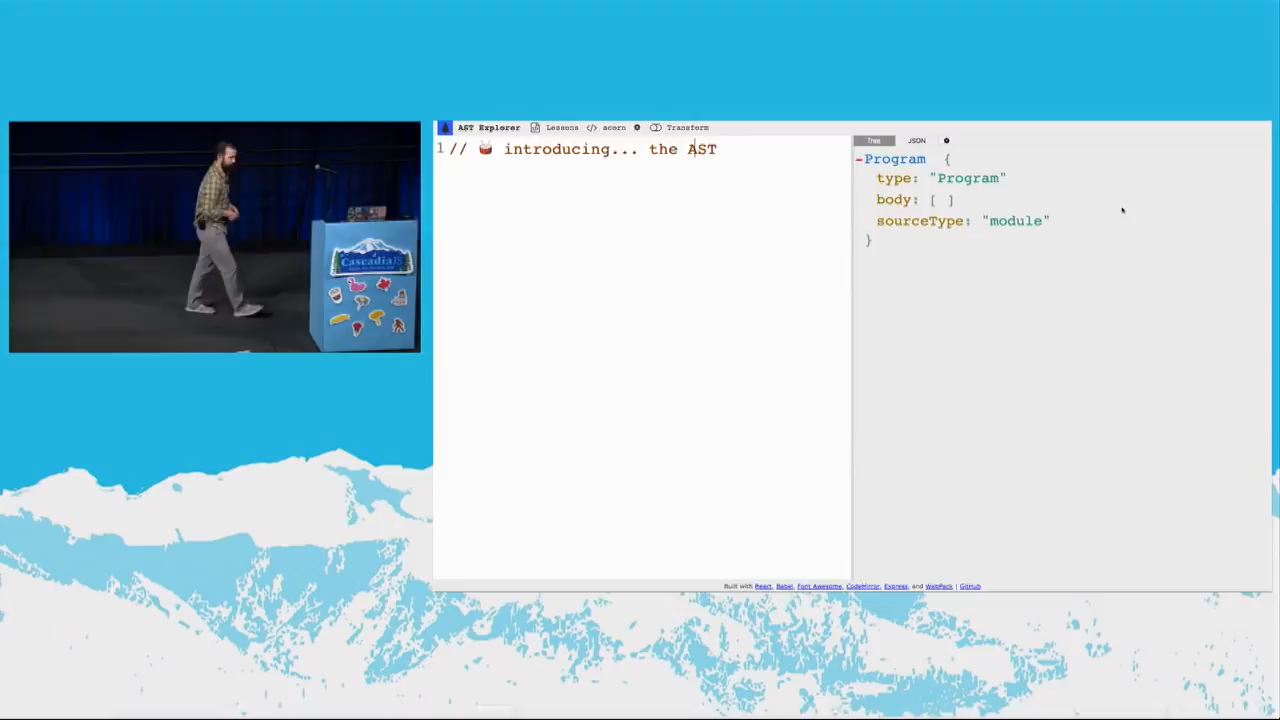 AST Explorer Lessons </> acorn Transform
1 // 🥁 introducing... the AST
Tree JSON
-Program {
type: "Program"
body: [ ]
sourceType: "module"
}
CascadiaJS
Built with React, Babel, Font Awesome, CodeMirror, Express, and WebPack | GitHub